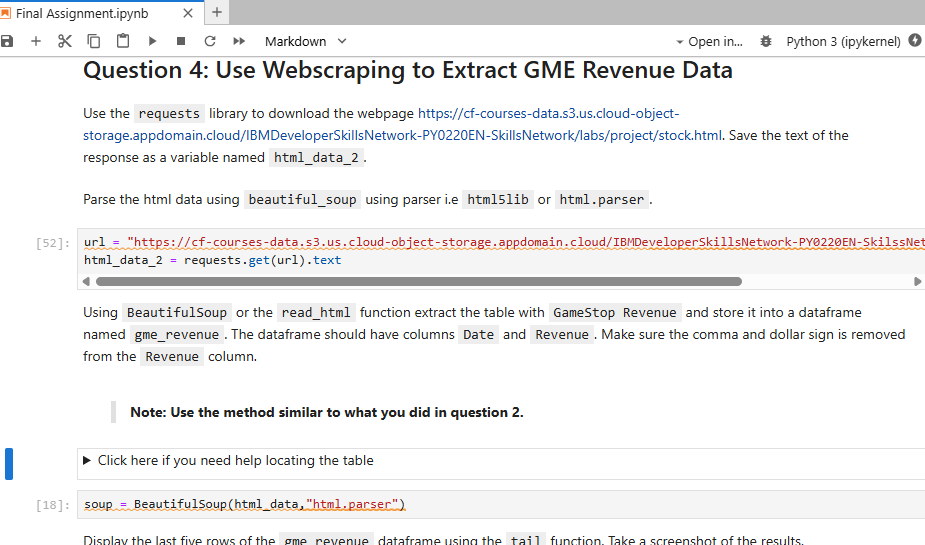 Final Assignment.ipynb
Markdown
Open in...
Python 3 (ipykernel)
Question 4: Use Webscraping to Extract GME Revenue Data
Use the requests library to download the webpage https://cf-courses-data.s3.us.cloud-object-
storage.appdomain.cloud/IBMDeveloperSkillsNetwork-PY0220EN-SkillsNetwork/labs/project/stock.html. Save the text of the
response as a variable named html_data_2.
Parse the html data using beautiful_soup using parser i.e html5lib or html.parser.
[52]: url = "https://cf-courses-data.s3.us.cloud-object-storage.appdomain.cloud/IBMDeveloperSkillsNetwork-PY0220EN-SkilssNet
html_data_2 = requests.get(url).text
Using BeautifulSoup or the read_html function extract the table with GameStop Revenue and store it into a dataframe
named gme_revenue. The dataframe should have columns Date and Revenue. Make sure the comma and dollar sign is removed
from the Revenue column.
Note: Use the method similar to what you did in question 2.
Click here if you need help locating the table
[18]: soup = BeautifulSoup(html_data,"html.parser")
Display the last five rows of the gme_revenue dataframe using the tail function. Take a screenshot of the results.